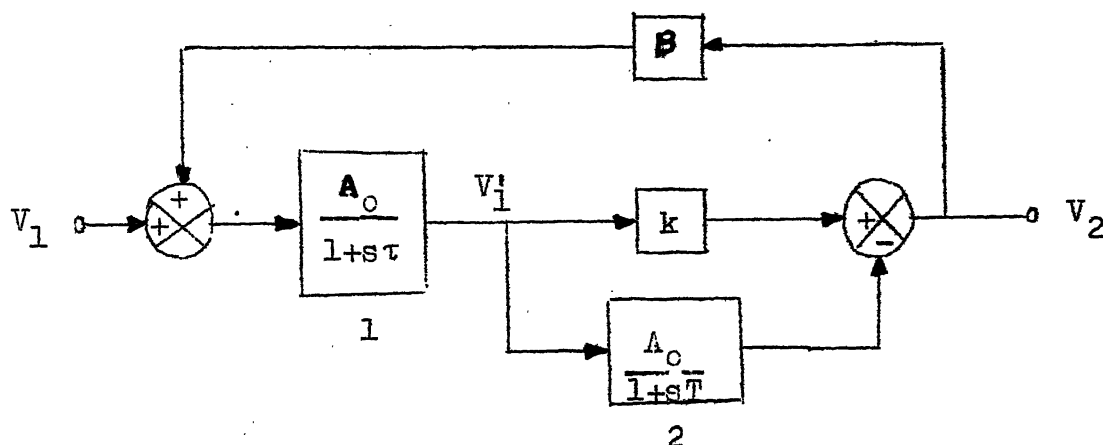 B
+
V₁
+
A₀
1+sτ
V₁'
k
+
-
V₂
1
A₀
1+sT
2